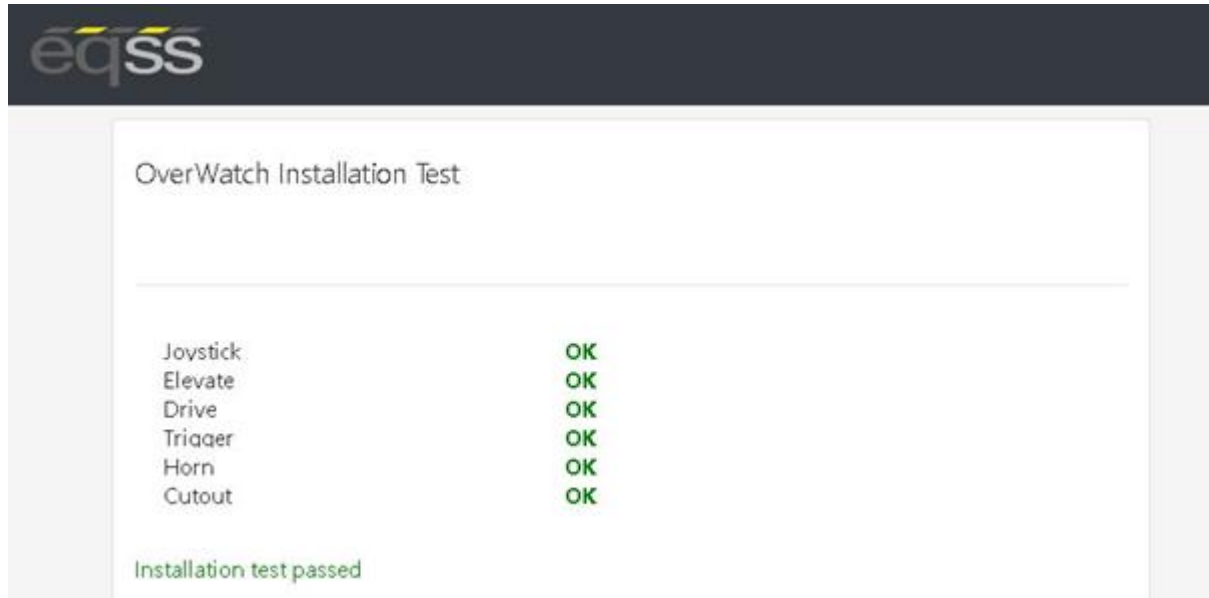 eqss
OverWatch Installation Test
Joystick OK
Elevate OK
Drive OK
Trigger OK
Horn OK
Cutout OK
Installation test passed